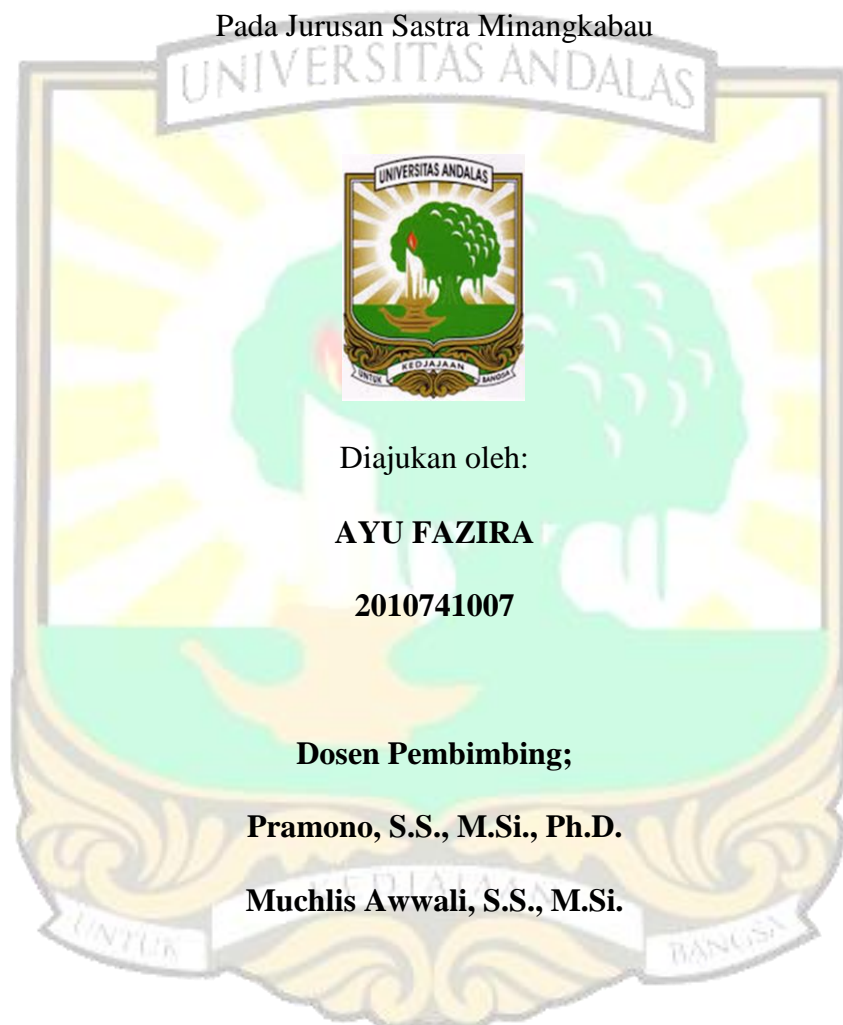 Pada Jurusan Sastra Minangkabau
UNIVERSITAS ANDALAS
UNIVERSITAS ANDALAS
UNTUK KEDJAJAAN BANGSA
Diajukan oleh:
AYU FAZIRA
2010741007
Dosen Pembimbing;
Pramono, S.S., M.Si., Ph.D.
Muchlis Awwali, S.S., M.Si.
UNTUK KEDJAJAAN BANGSA